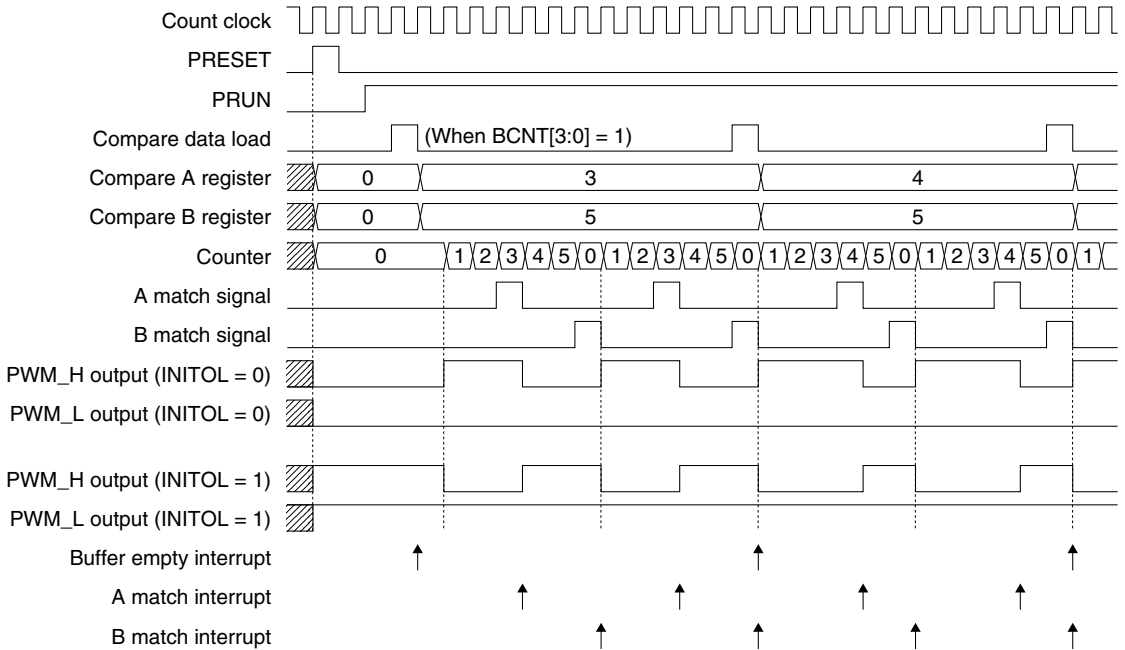 Count clock
PRESET
PRUN
Compare data load (When BCNT[3:0] = 1)
Compare A register 0 3 4
Compare B register 0 5 5
Counter 0 1 2 3 4 5 0 1 2 3 4 5 0 1 2 3 4 5 0 1 2 3 4 5 0 1
A match signal
B match signal
PWM_H output (INITOL = 0)
PWM_L output (INITOL = 0)
PWM_H output (INITOL = 1)
PWM_L output (INITOL = 1)
Buffer empty interrupt
A match interrupt
B match interrupt